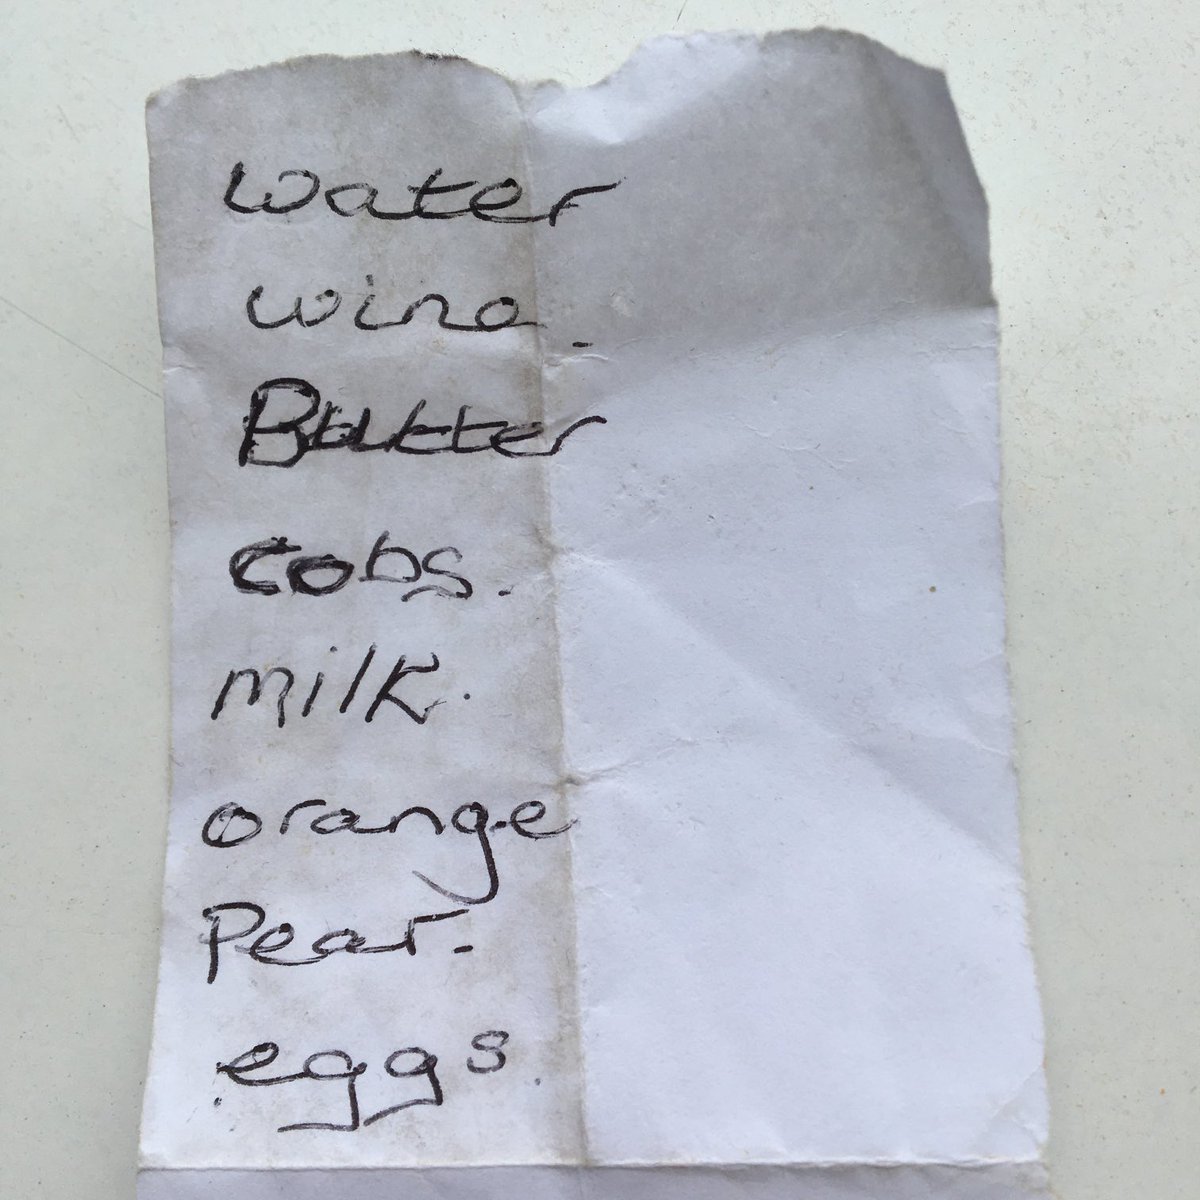 water
wine.
Butter
cobs.
milk.
orange
Pear.
eggs.